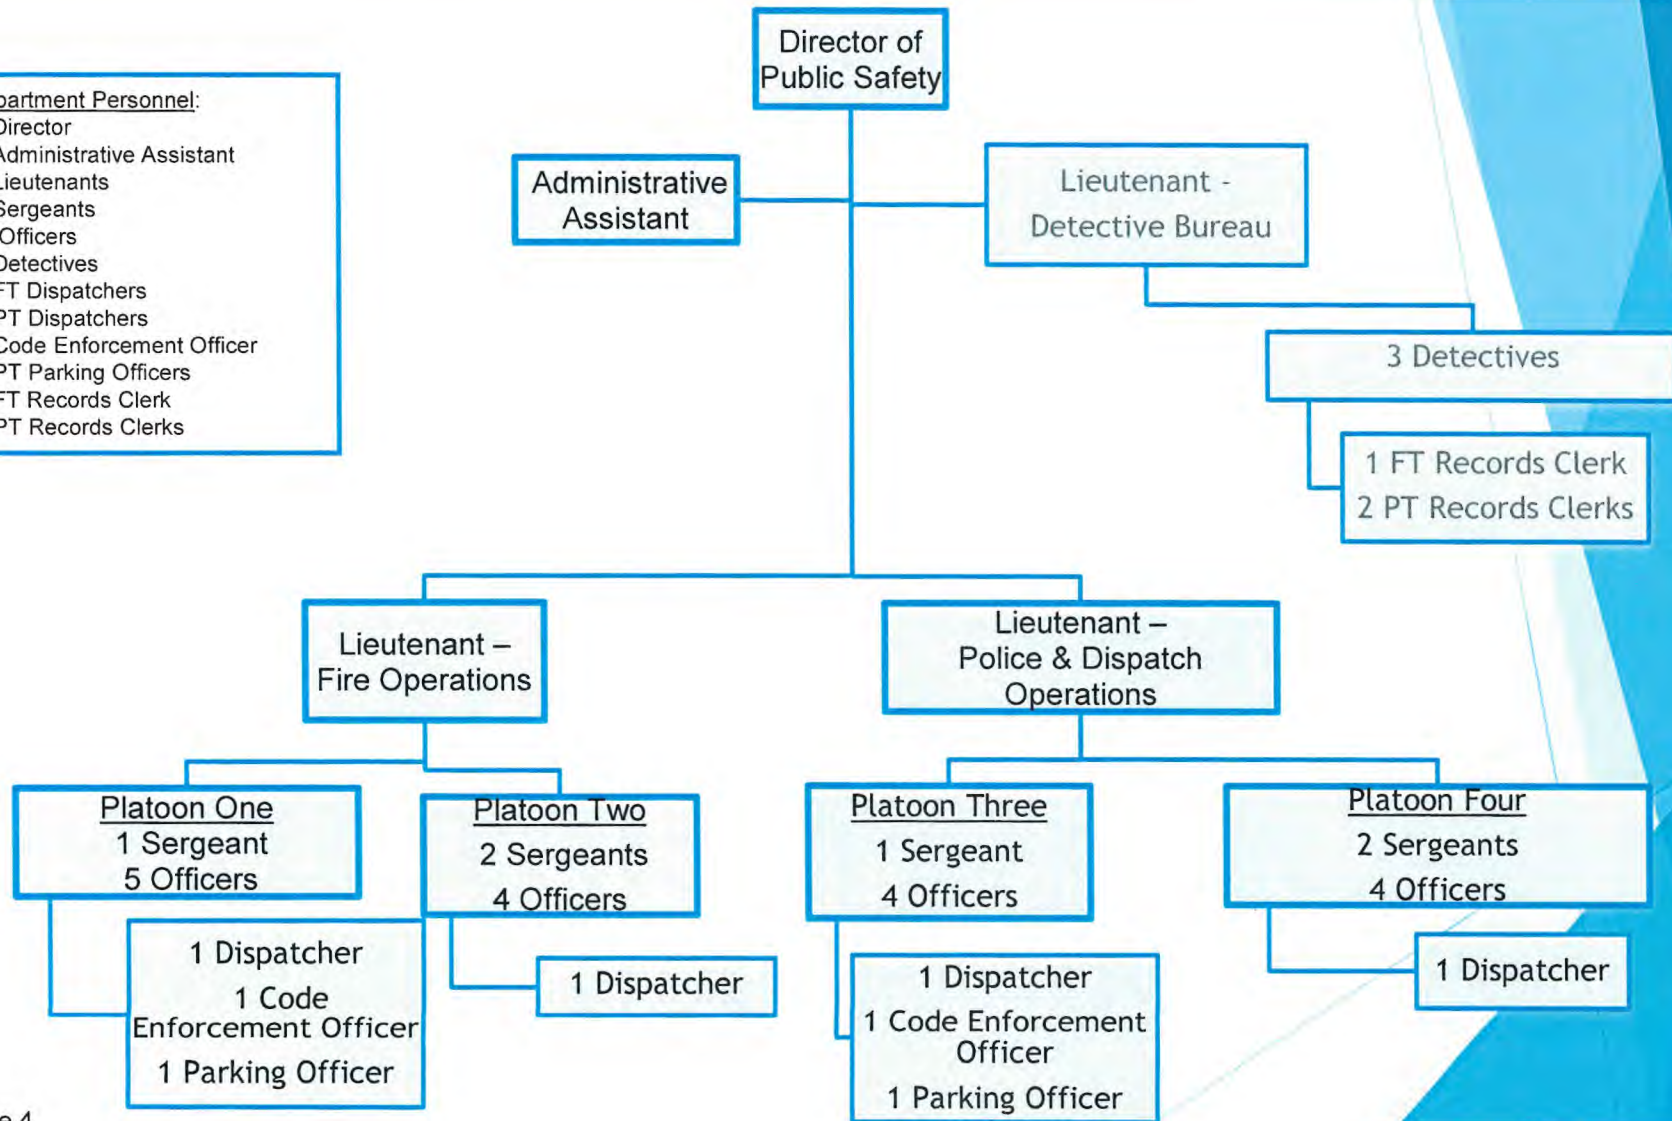 Director of
Public Safety
partment Personnel:
Director
Administrative Assistant
Lieutenants
Sergeants
Officers
Detectives
FT Dispatchers
PT Dispatchers
Code Enforcement Officer
PT Parking Officers
FT Records Clerk
PT Records Clerks
Administrative
Assistant
Lieutenant -
Detective Bureau
3 Detectives
1 FT Records Clerk
2 PT Records Clerks
Lieutenant –
Fire Operations
Lieutenant –
Police & Dispatch
Operations
Platoon One
1 Sergeant
5 Officers
Platoon Two
2 Sergeants
4 Officers
Platoon Three
1 Sergeant
4 Officers
Platoon Four
2 Sergeants
4 Officers
1 Dispatcher
1 Code
Enforcement Officer
1 Parking Officer
1 Dispatcher
1 Dispatcher
1 Code Enforcement
Officer
1 Parking Officer
1 Dispatcher
4